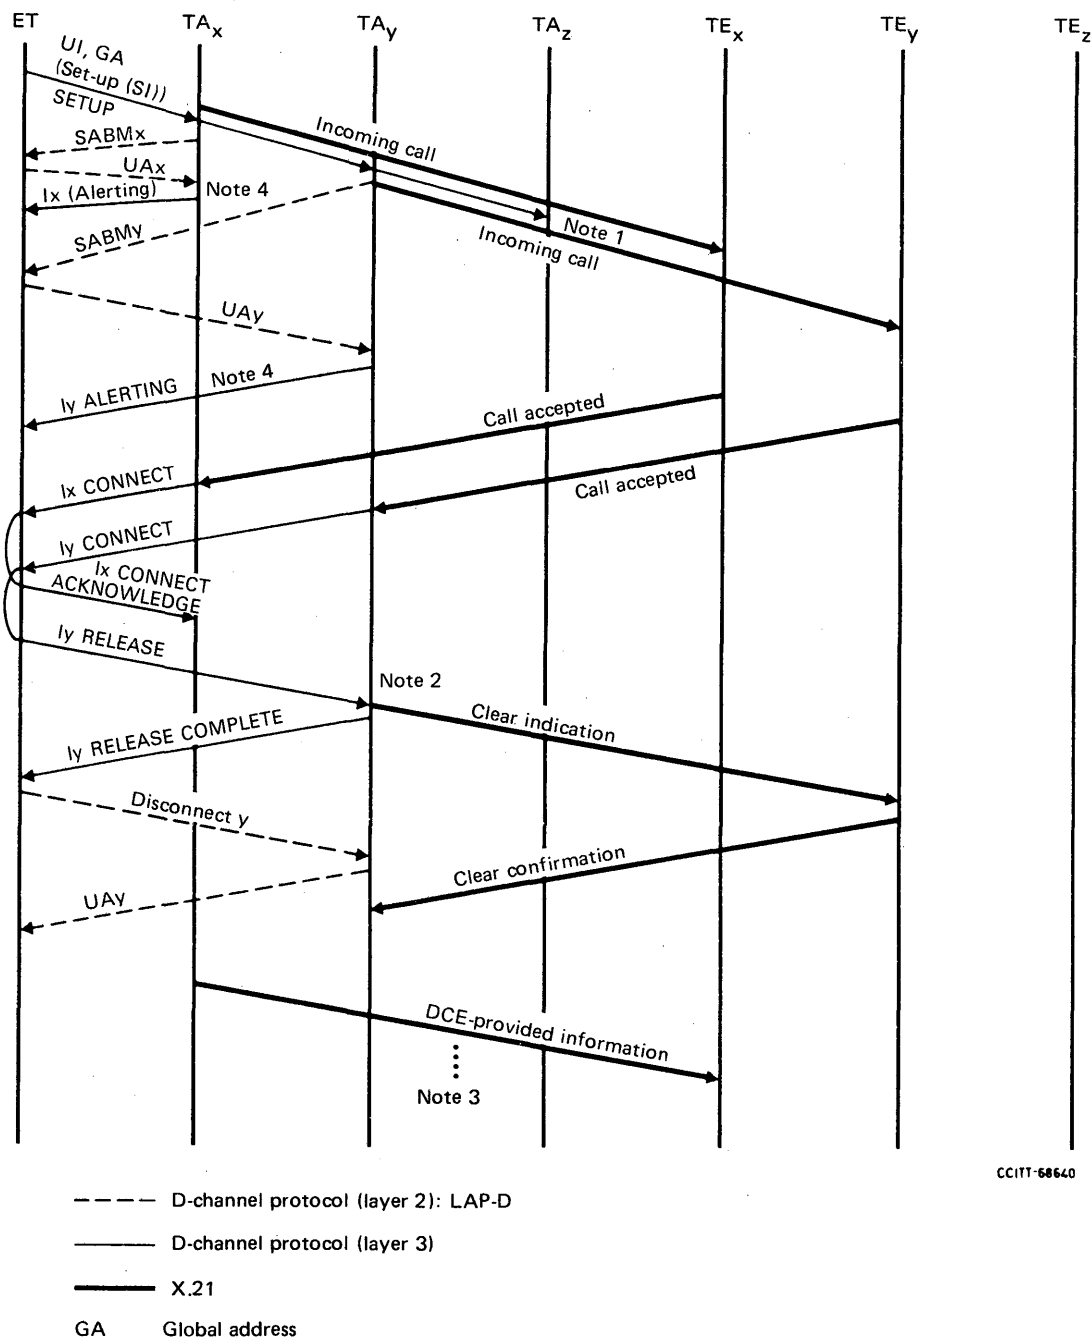 ET TAx TAy TAz TEx TEy TEz
UI, GA
(Set-up (SI))
SETUP
Incoming call
SABMx
UAx
Ix (Alerting)
Note 4
Note 1
Incoming call
SABMy
UAy
Note 4
Iy ALERTING
Call accepted
Ix CONNECT
Call accepted
Iy CONNECT
Ix CONNECT
ACKNOWLEDGE
Iy RELEASE
Note 2
Clear indication
Iy RELEASE COMPLETE
Disconnect y
Clear confirmation
UAy
DCE-provided information
Note 3
CCITT-68640
D-channel protocol (layer 2): LAP-D
D-channel protocol (layer 3)
X.21
GA Global address